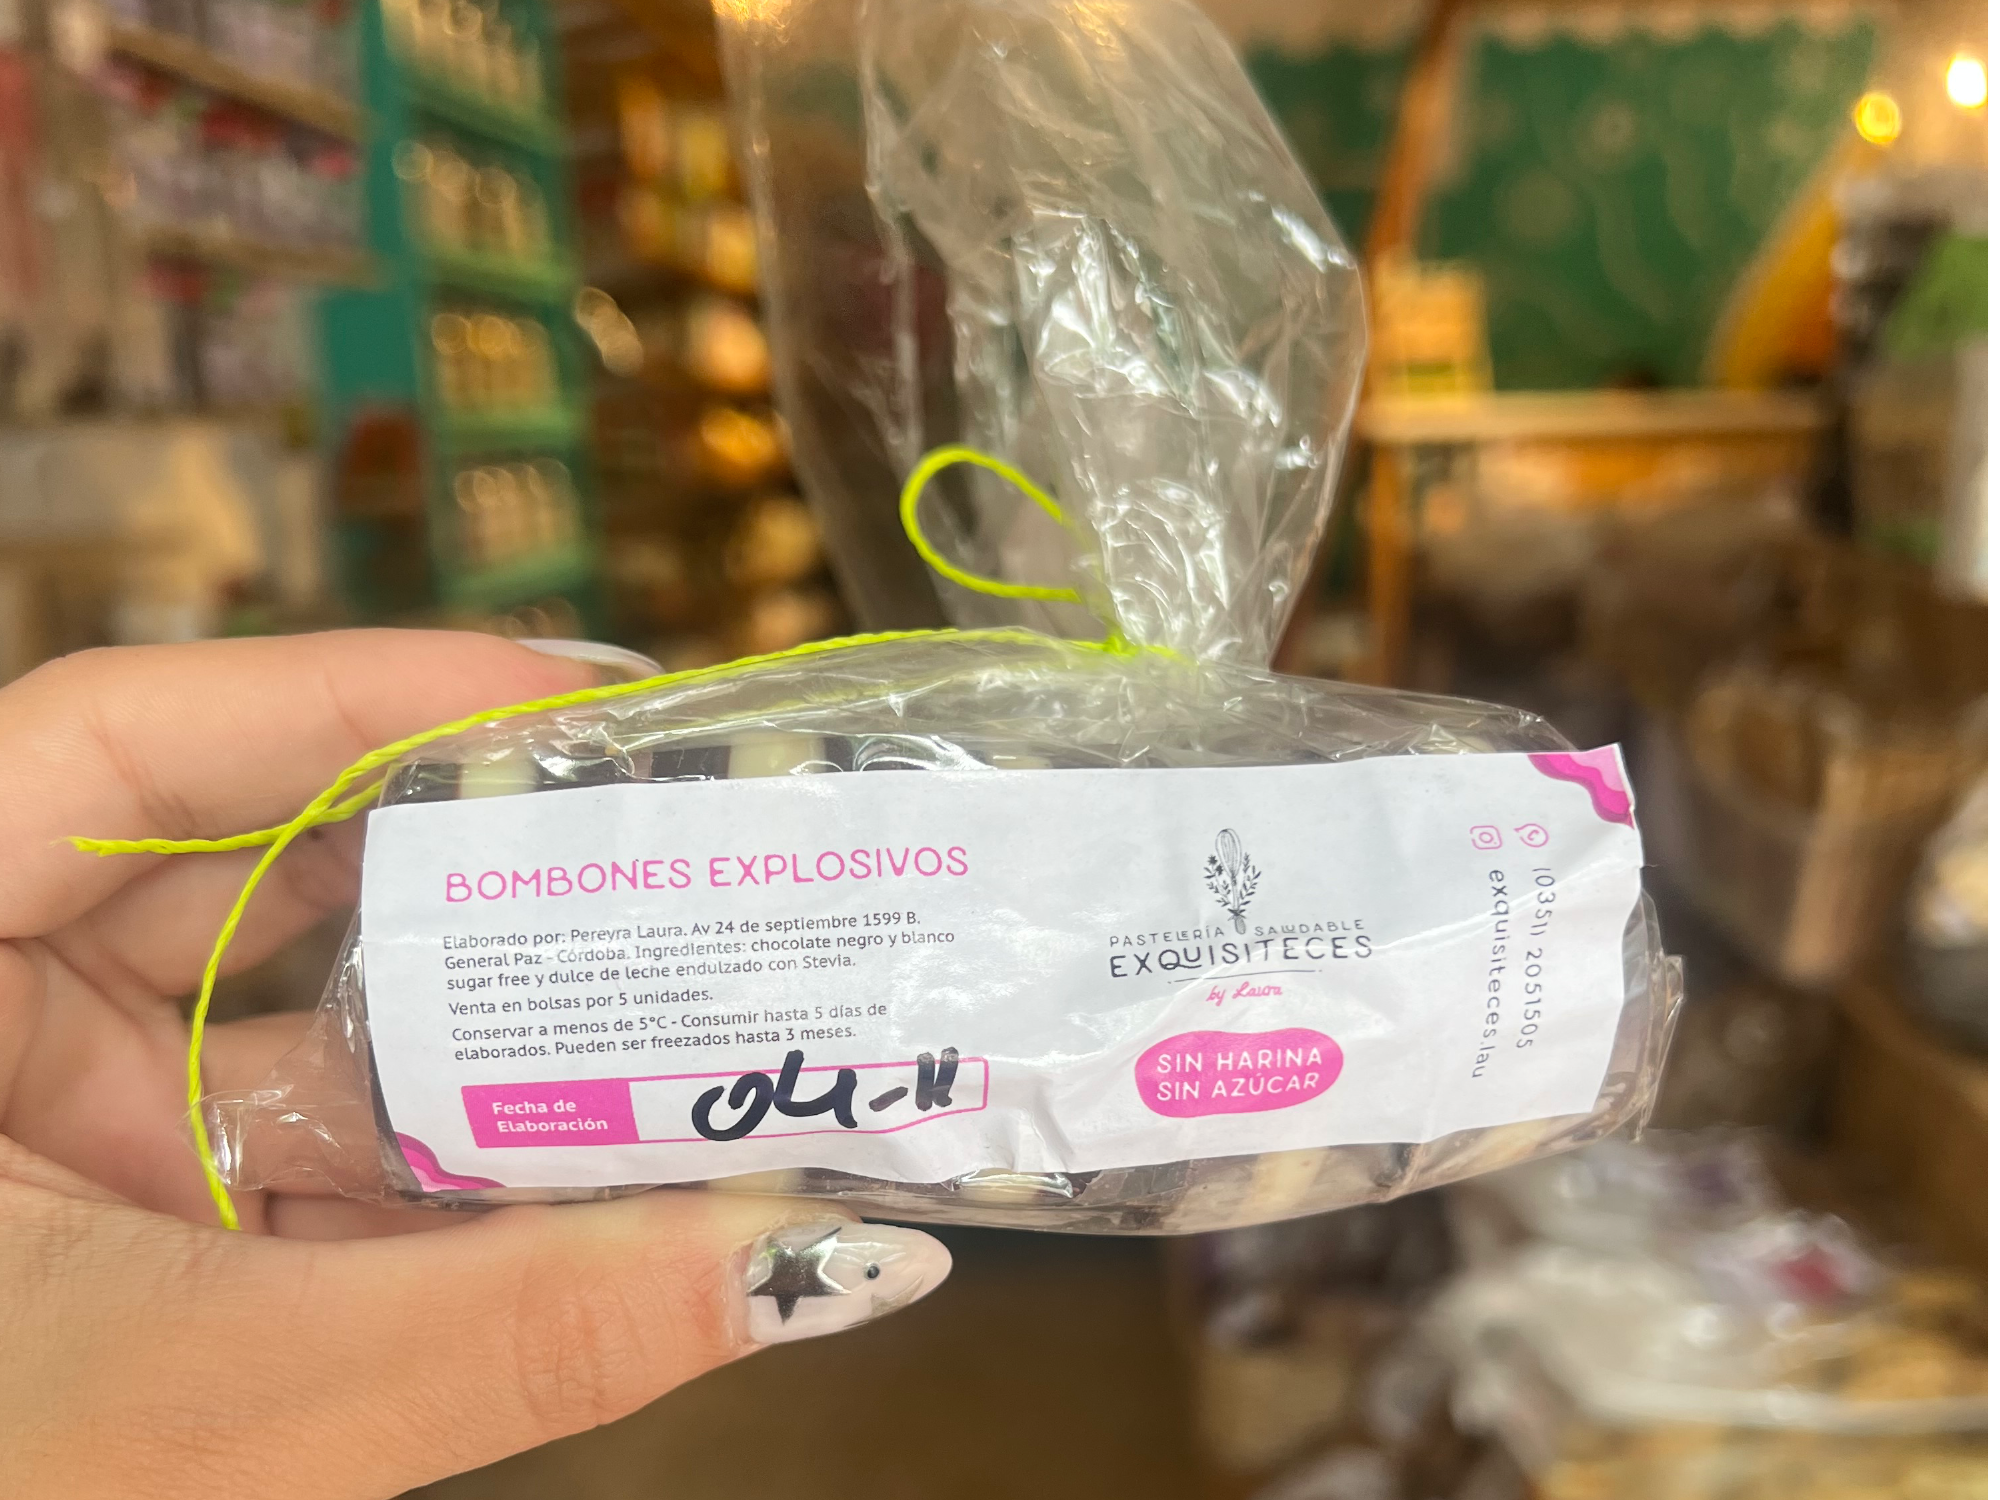 BOMBONES EXPLOSIVOS
Elaborado por: Pereyra Laura. Av 24 de septiembre 1599 B.
General Paz - Córdoba. Ingredientes: chocolate negro y blanco
sugar free y dulce de leche endulzado con Stevia.
Venta en bolsas por 5 unidades.
Conservar a menos de 5°C - Consumir hasta 5 días de
elaborados. Pueden ser freezados hasta 3 meses.
Fecha de
Elaboración
04-11
PASTELERÍA SALUDABLE
EXQUISITECES
by Laura
SIN HARINA
SIN AZÚCAR
(0351) 2051505
exquisiteces.lau